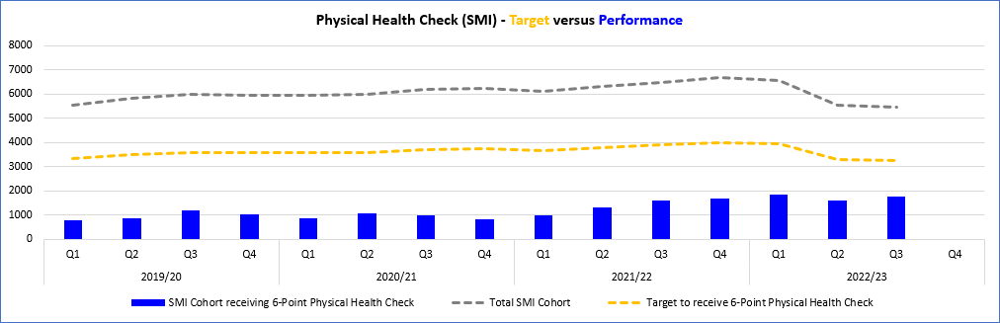 Physical Health Check (SMI) - Target versus Performance
8000
7000
6000
5000
4000
3000
2000
1000
0
Q1 Q2 Q3 Q4 Q1 Q2 Q3 Q4 Q1 Q2 Q3 Q4 Q1 Q2 Q3 Q4
2019/20 2020/21 2021/22 2022/23
SMI Cohort receiving 6-Point Physical Health Check Total SMI Cohort Target to receive 6-Point Physical Health Check